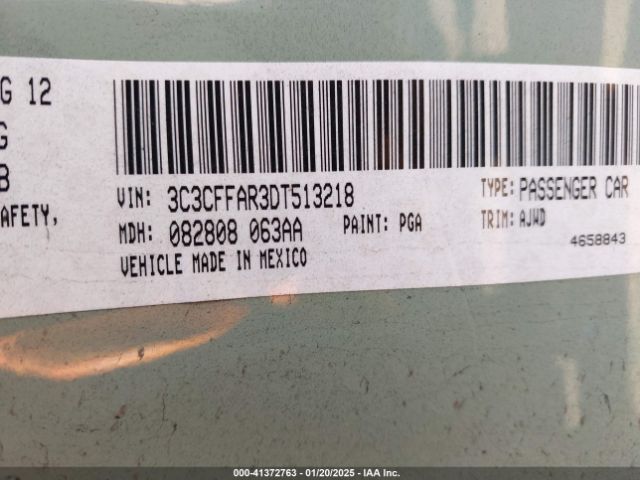 G 12
G
B
AFETY,
VIN: 3C3CFFAR3DT513218
TYPE: PASSENGER CAR
MDH: 082808 063AA
PAINT: PGA
TRIM: AJWD
VEHICLE MADE IN MEXICO
4658843
000-41372763 - 01/20/2025 - IAA Inc.